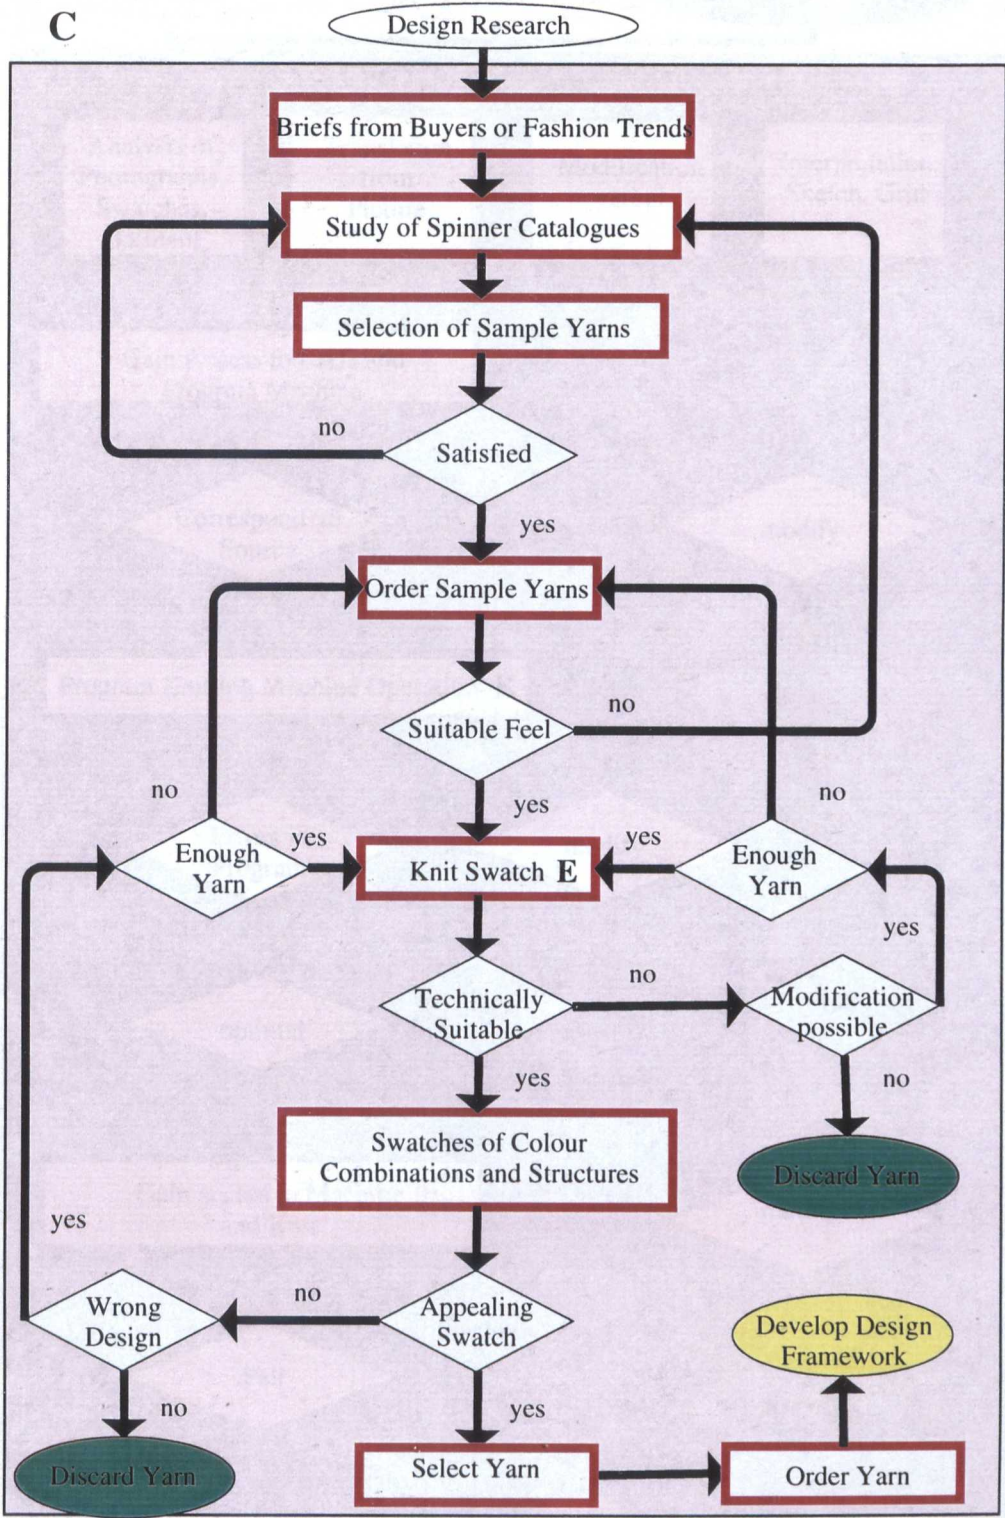 C
Design Research
Briefs from Buyers or Fashion Trends
Study of Spinner Catalogues
Selection of Sample Yarns
no
Satisfied
yes
Order Sample Yarns
no
Suitable Feel
no
yes
no
Enough
Yarn
yes
Knit Swatch E
yes
Enough
Yarn
yes
Technically
Suitable
no
Modification
possible
yes
no
Swatches of Colour
Combinations and Structures
Discard Yarn
yes
Wrong
Design
no
Appealing
Swatch
Develop Design
Framework
no
yes
Discard Yarn
Select Yarn
Order Yarn